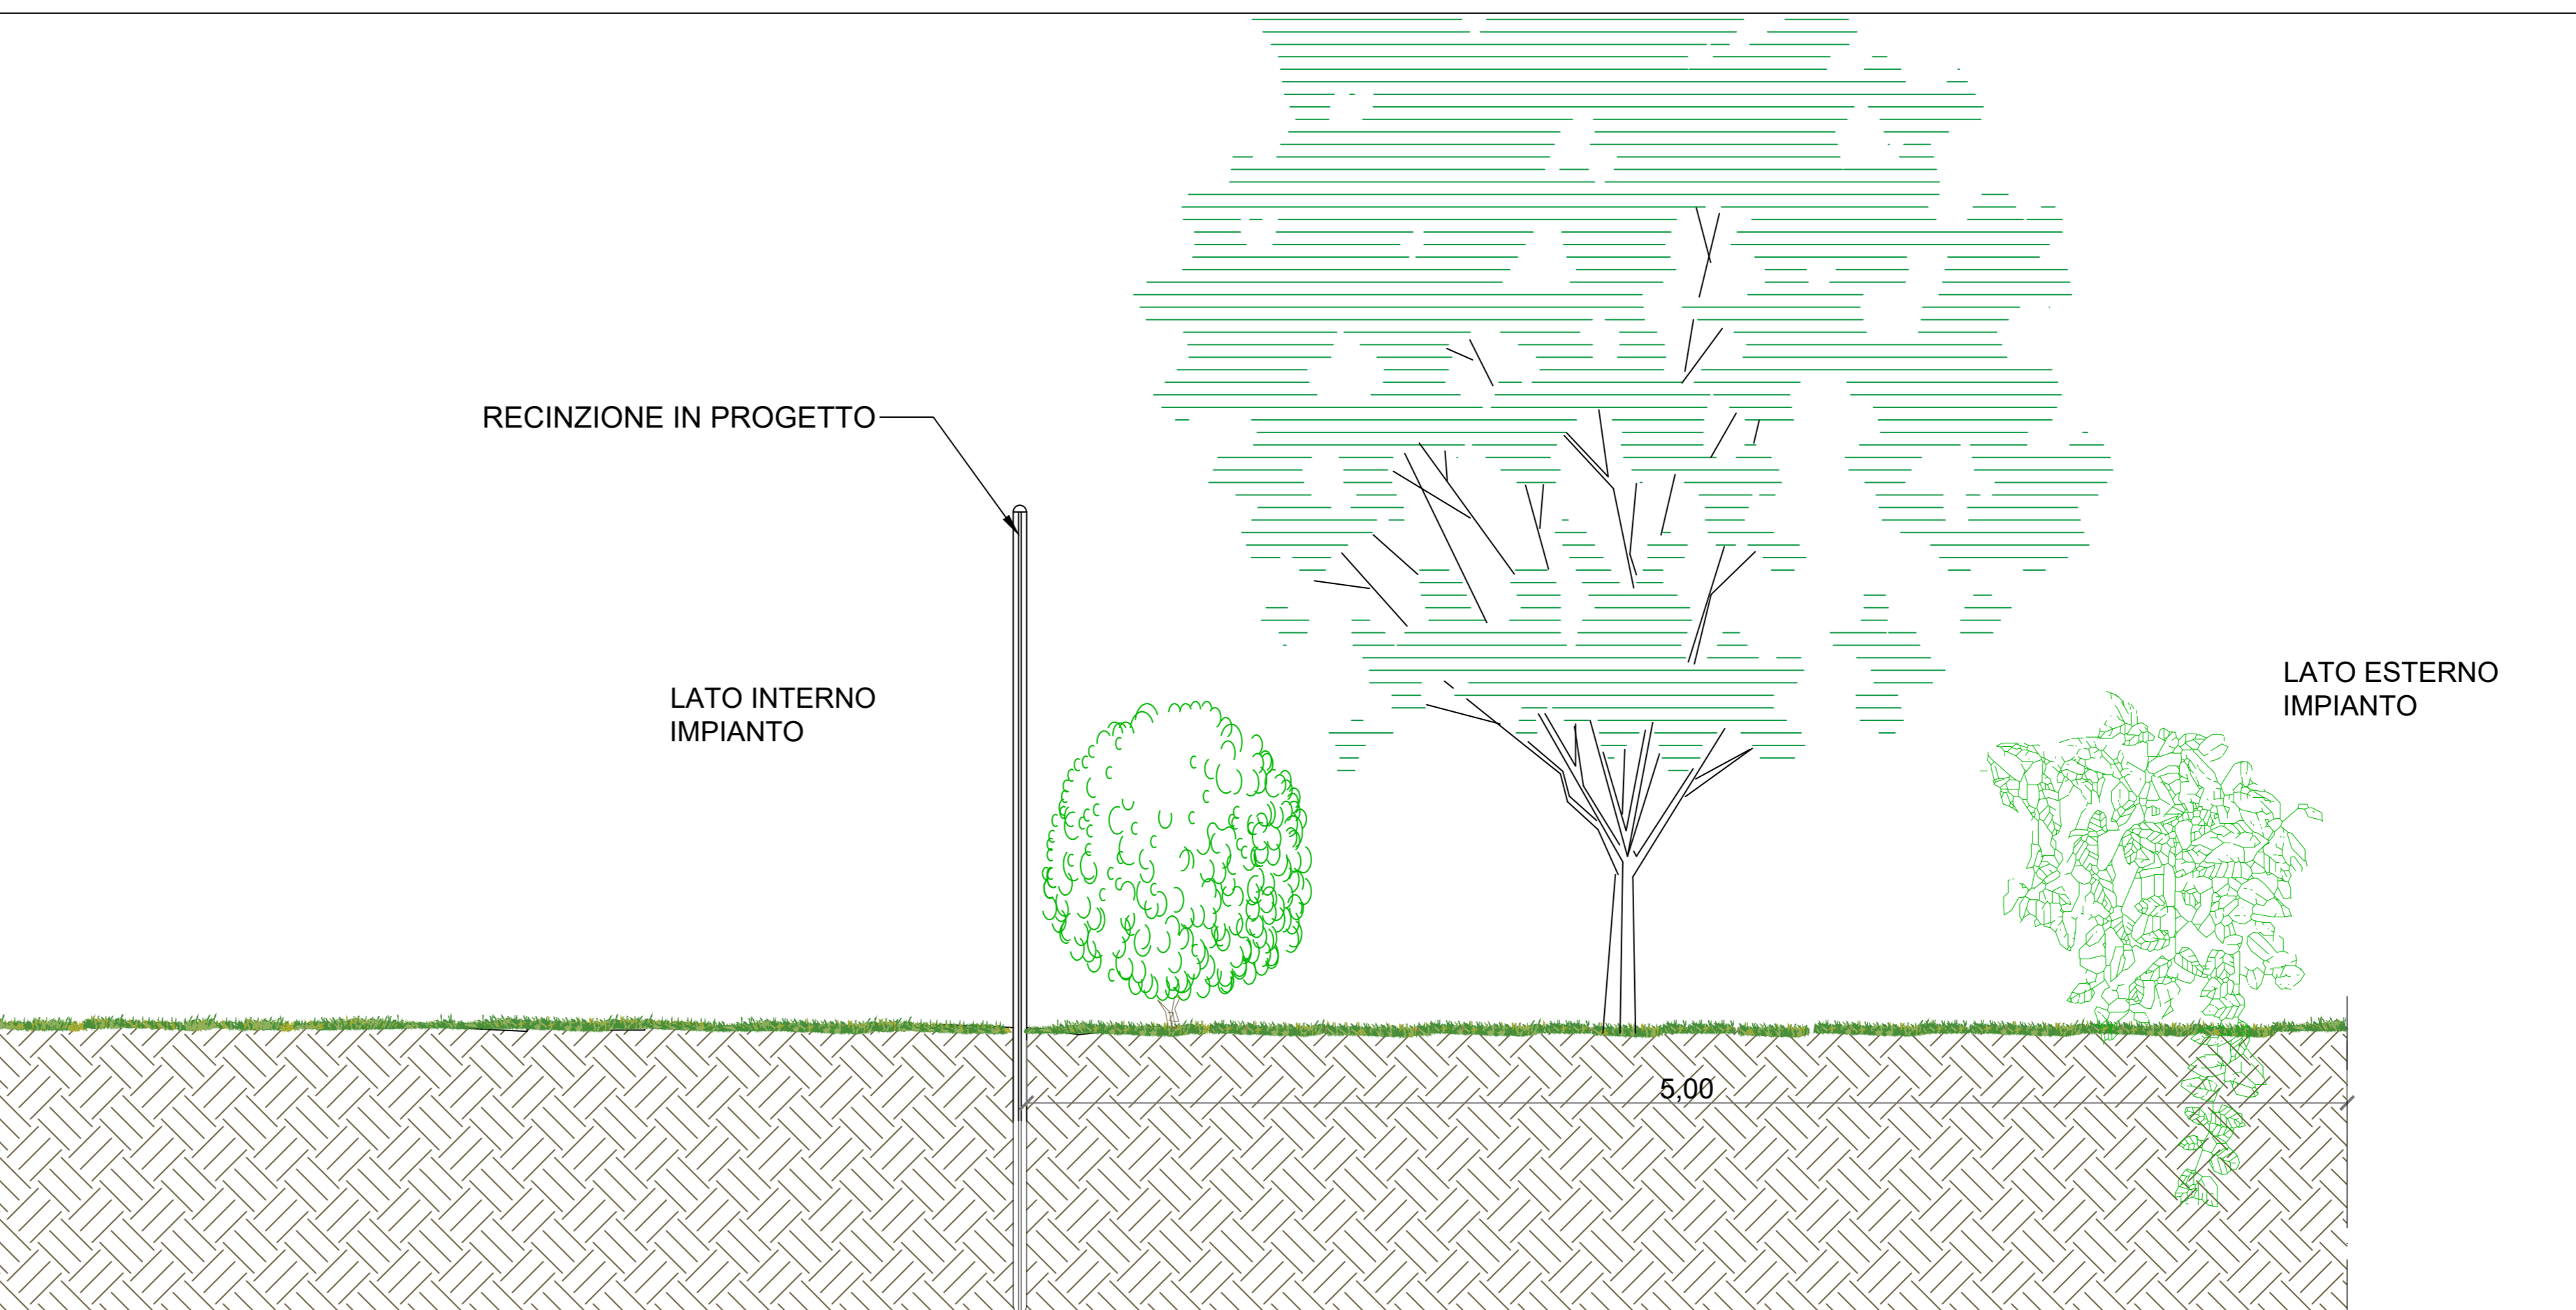 RECINZIONE IN PROGETTO
LATO INTERNO
IMPIANTO
LATO ESTERNO
IMPIANTO
5,00